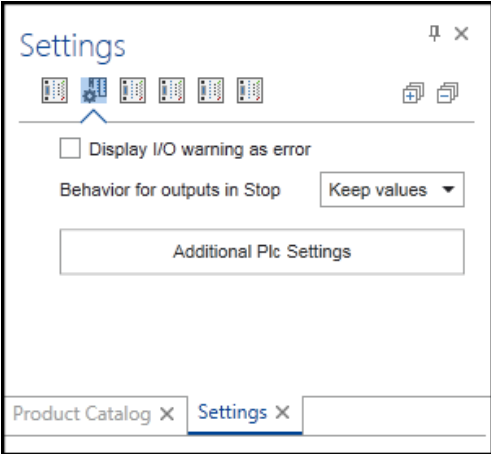 Settings
Display I/O warning as error
Behavior for outputs in Stop Keep values
Additional Plc Settings
Product Catalog Settings